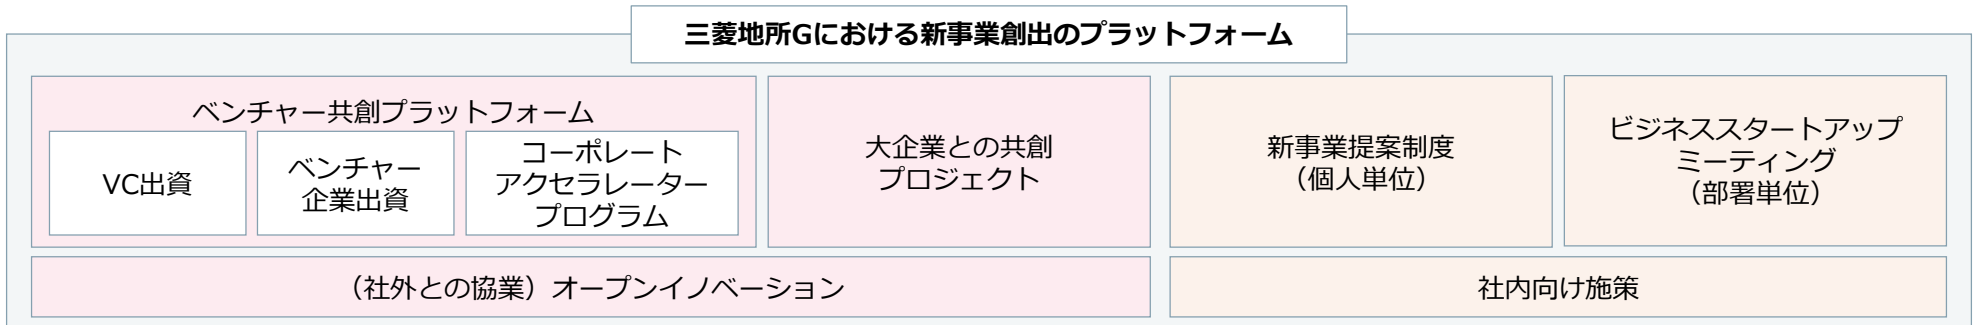 三菱地所Gにおける新事業創出のプラットフォーム
ベンチャー共創プラットフォーム
VC出資
ベンチャー
企業出資
コーポレート
アクセラレーター
プログラム
大企業との共創
プロジェクト
新事業提案制度
（個人単位）
ビジネススタートアップ
ミーティング
（部署単位）
（社外との協業）オープンイノベーション
社内向け施策